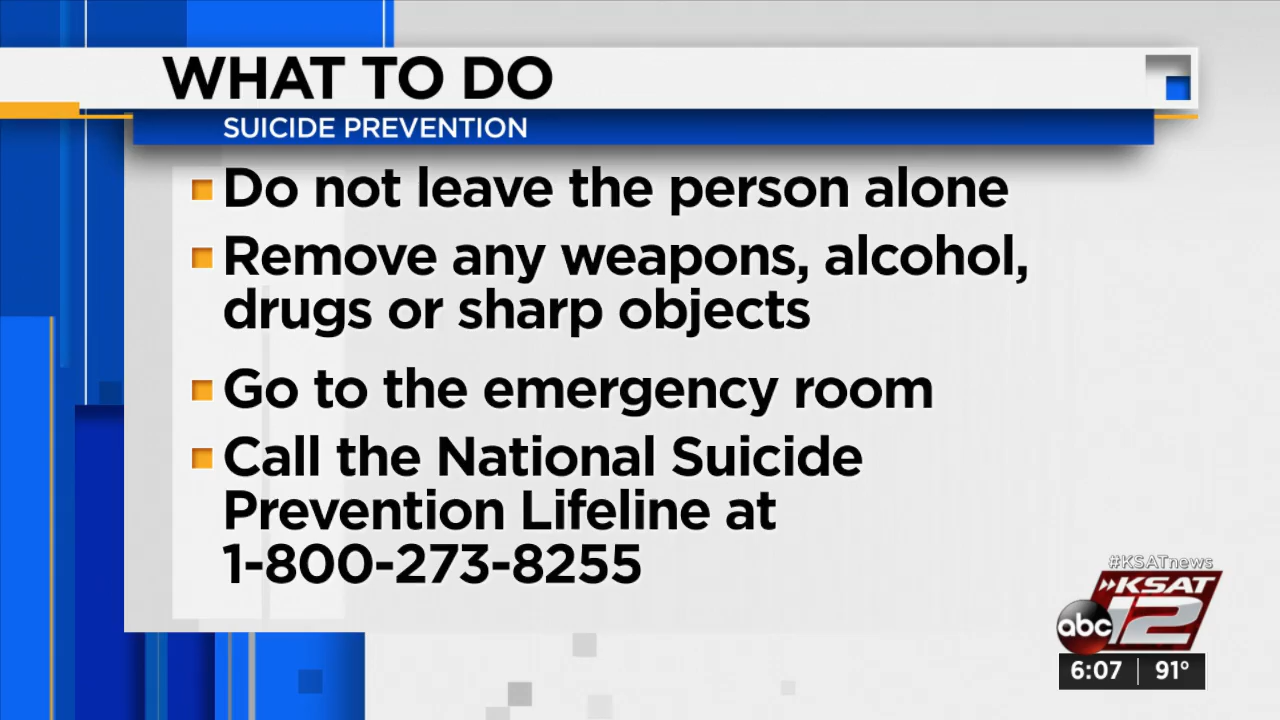 WHAT TO DO
SUICIDE PREVENTION
Do not leave the person alone
Remove any weapons, alcohol,
drugs or sharp objects
Go to the emergency room
Call the National Suicide
Prevention Lifeline at
1-800-273-8255
#KSATnews
KSAT
abc 12
6:07 91°